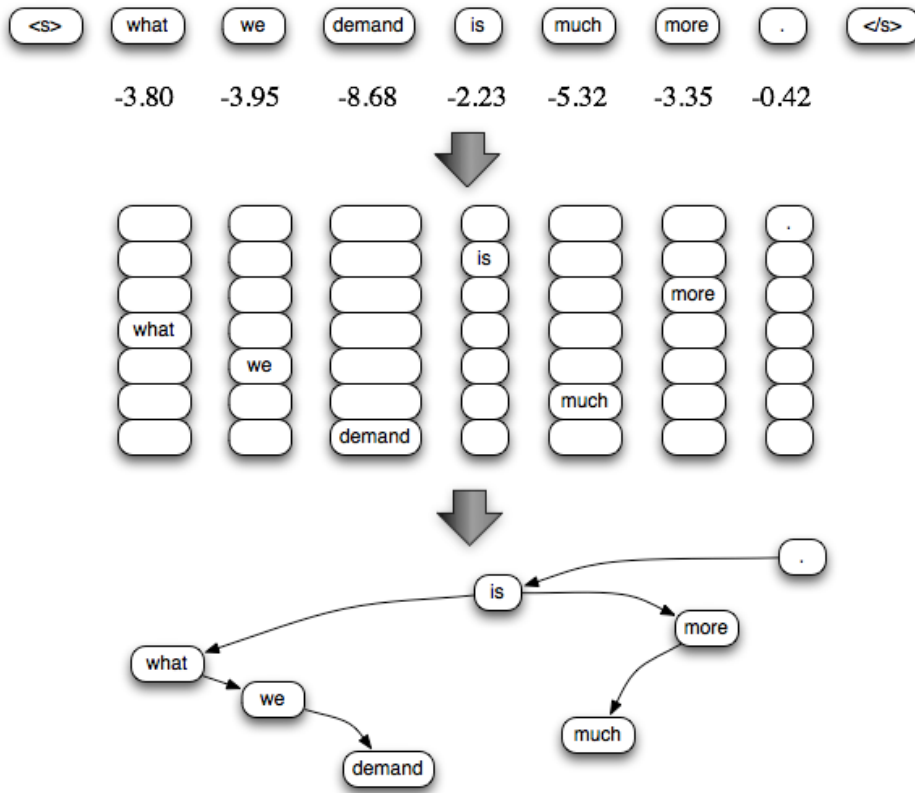 <s> what we demand is much more . </s>
-3.80 -3.95 -8.68 -2.23 -5.32 -3.35 -0.42
.
is
more
what
we
much
demand
.
is
more
what
we
much
demand